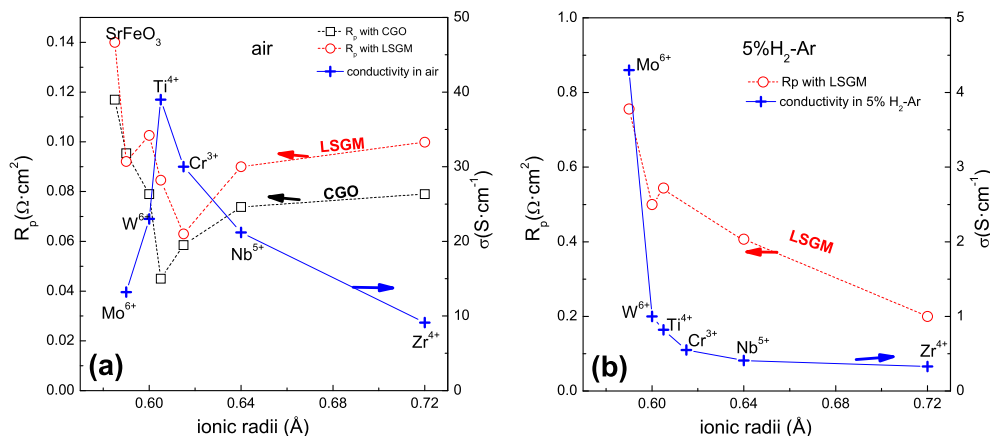 SrFeO₃
air
Rₚ with CGO
Rₚ with LSGM
conductivity in air
Ti⁴⁺
Cr³⁺
W⁶⁺
Mo⁶⁺
Nb⁵⁺
Zr⁴⁺
LSGM
CGO
(a)
0.14
0.12
0.10
0.08
0.06
0.04
0.02
0.00
Rₚ(Ω·cm²)
50
40
30
20
10
0
σ(S·cm⁻¹)
0.60 0.64 0.68 0.72
ionic radii (Å)
5%H₂-Ar
Mo⁶⁺
Rp with LSGM
conductivity in 5% H₂-Ar
W⁶⁺
Ti⁴⁺
Cr³⁺
Nb⁵⁺
Zr⁴⁺
LSGM
(b)
1.0
0.8
0.6
0.4
0.2
0.0
Rₚ(Ω·cm²)
5
4
3
2
1
0
σ(S·cm⁻¹)
0.60 0.64 0.68 0.72
ionic radii (Å)